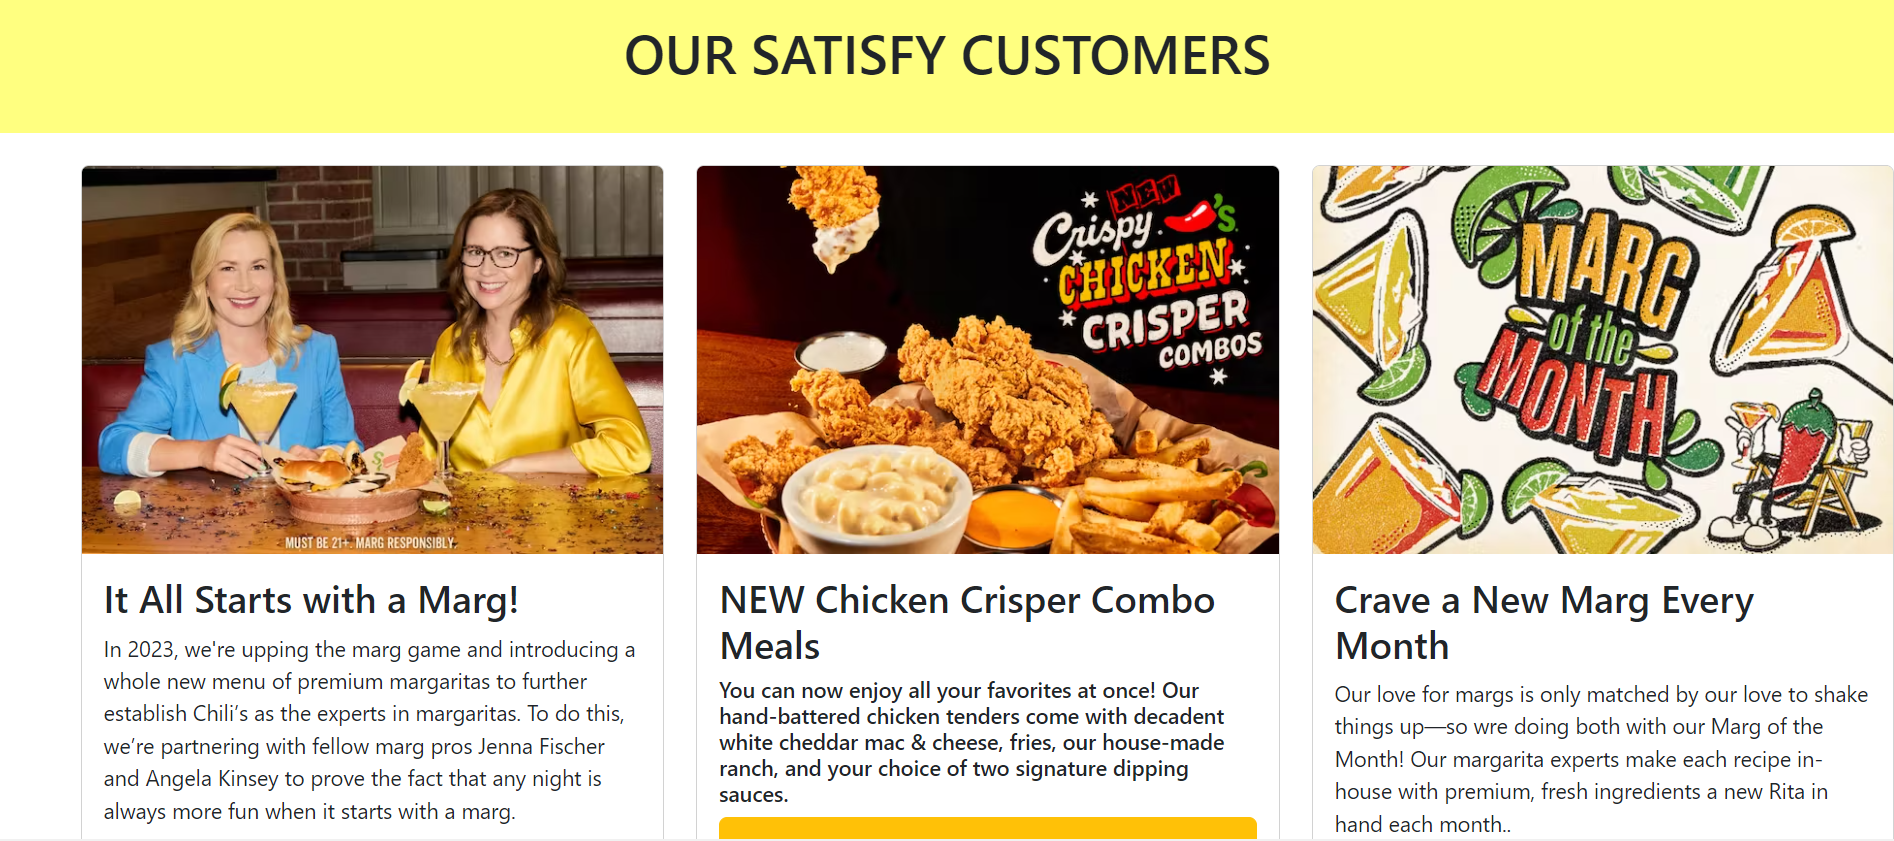 OUR SATISFY CUSTOMERS
MUST BE 21+. MARG RESPONSIBLY.
It All Starts with a Marg!
In 2023, we're upping the marg game and introducing a
whole new menu of premium margaritas to further
establish Chili’s as the experts in margaritas. To do this,
we’re partnering with fellow marg pros Jenna Fischer
and Angela Kinsey to prove the fact that any night is
always more fun when it starts with a marg.
NEW
Crispy
'S
CHICKEN
CRISPER
COMBOS
NEW Chicken Crisper Combo
Meals
You can now enjoy all your favorites at once! Our
hand-battered chicken tenders come with decadent
white cheddar mac & cheese, fries, our house-made
ranch, and your choice of two signature dipping
sauces.
MARG
of the
MONTH
Crave a New Marg Every
Month
Our love for margs is only matched by our love to shake
things up—so wre doing both with our Marg of the
Month! Our margarita experts make each recipe in-
house with premium, fresh ingredients a new Rita in
hand each month..